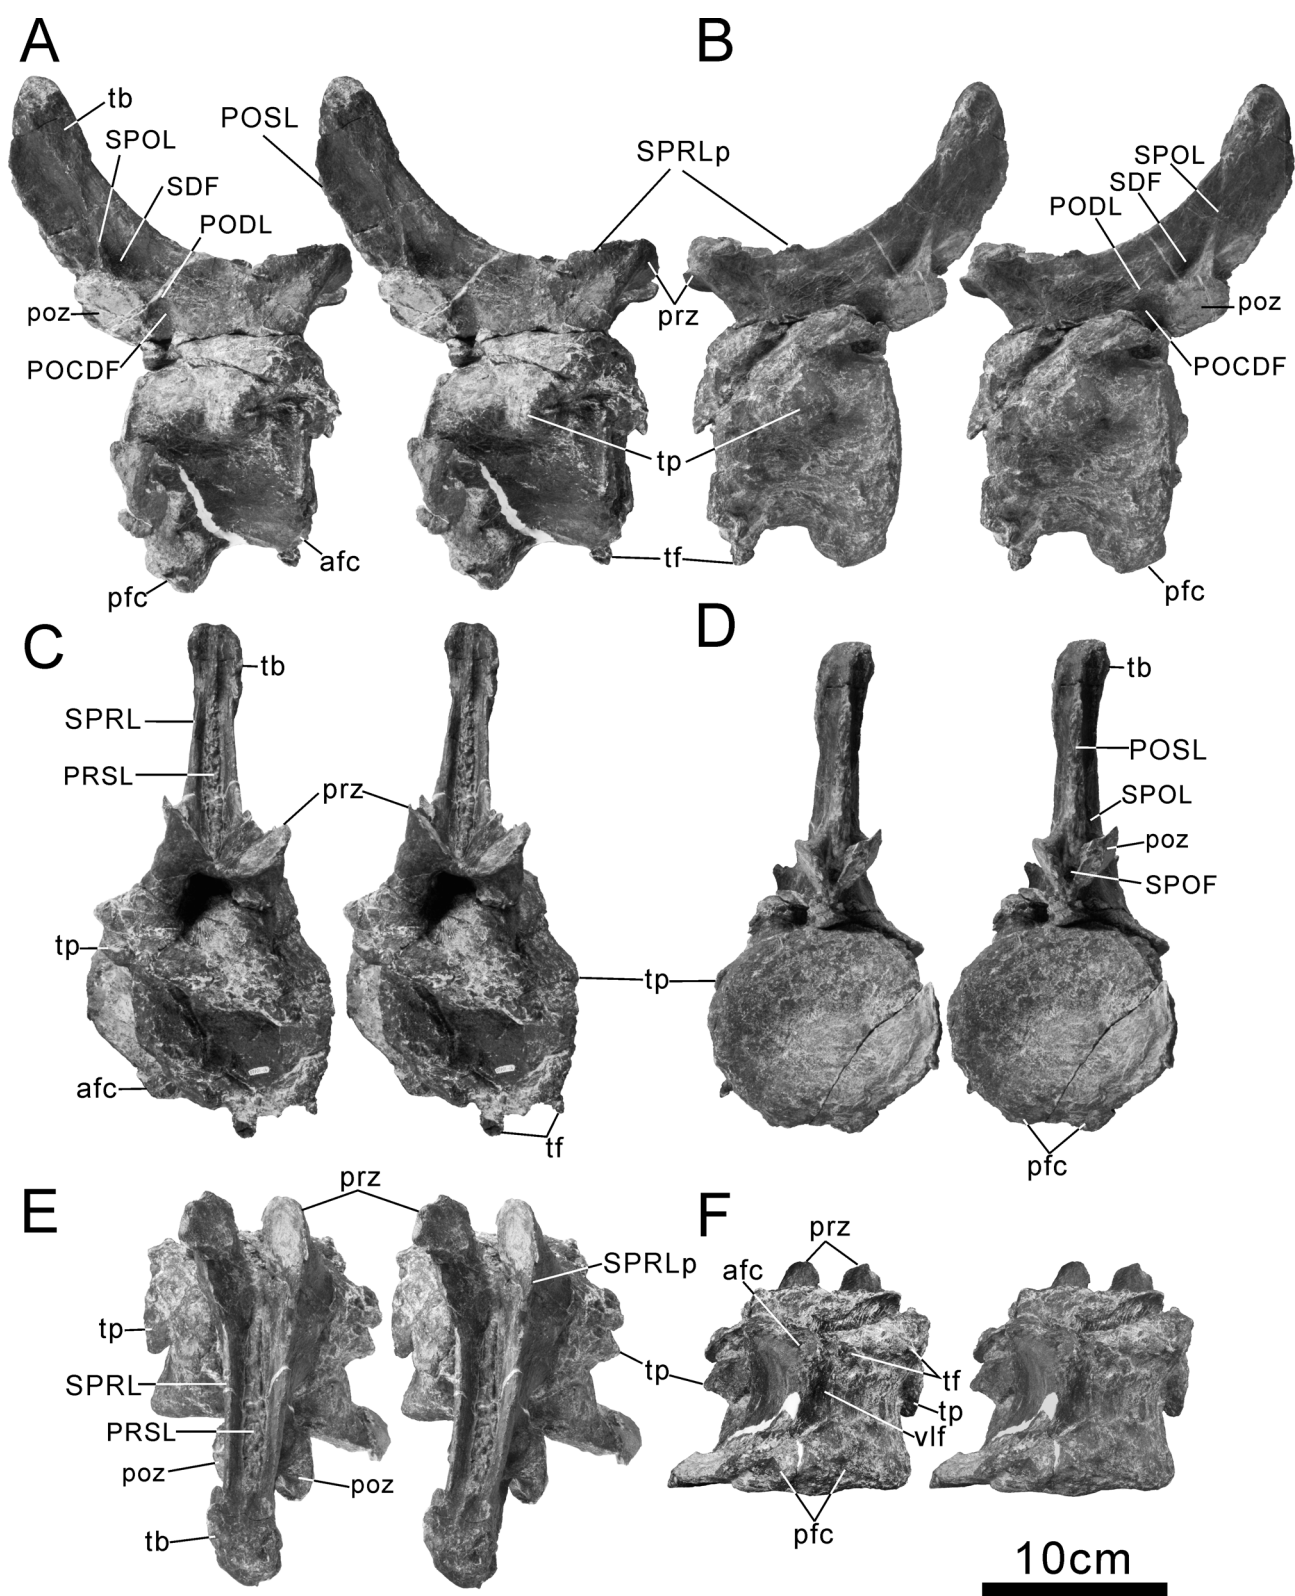 A
B
tb
POSL
SPOL
SDF
PODL
SPRLp
SPOL
SDF
PODL
poz
POCDF
prz
poz
POCDF
tp
afc
tf
pfc
pfc
C
D
tb
SPRL
PRSL
prz
tb
POSL
SPOL
poz
SPOF
tp
tp
afc
tf
pfc
E
F
prz
SPRLp
tp
SPRL
PRSL
poz
poz
tb
prz
afc
tp
tf
tp
vlf
pfc
10cm